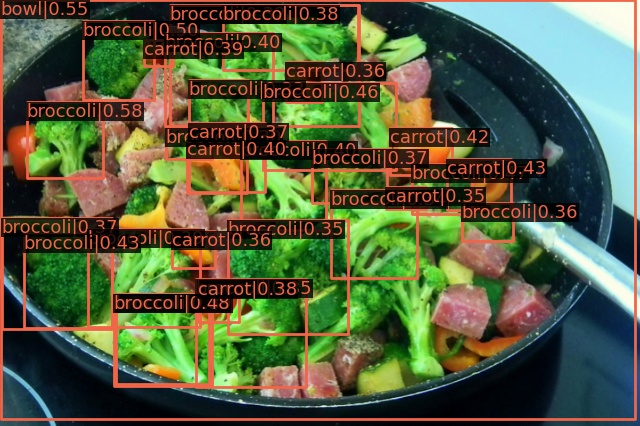 bowl|0.55
broccoli|0.38
broccoli|0.50
0.40
carrot|0.39
carrot|0.36
broccoli|
broccoli|0.46
broccoli|0.58
carrot|0.37
carrot|0.42
carrot|0.40
broccoli|0.37
carrot|0.43
carrot|0.35
broccoli|0.36
broccoli|0.37
broccoli|0.43
carrot|0.36
broccoli|0.35
carrot|0.38
broccoli|0.48